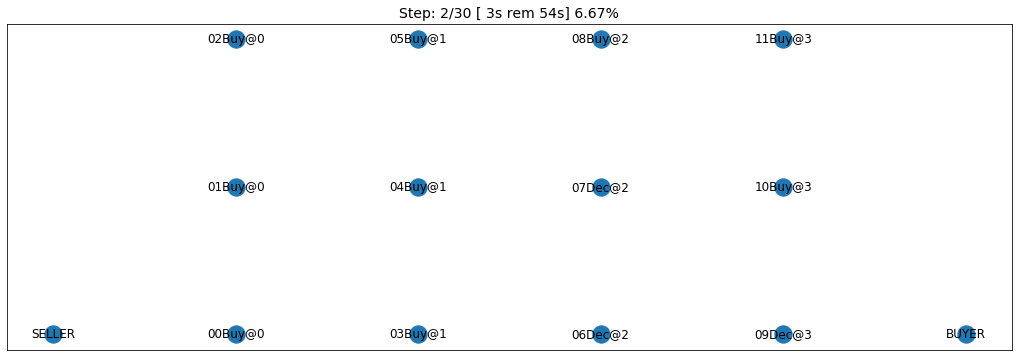 Step: 2/30 [ 3s rem 54s] 6.67%
02Buy@0 05Buy@1 08Buy@2 11Buy@3
01Buy@0 04Buy@1 07Dec@2 10Buy@3
SELLER 00Buy@0 03Buy@1 06Dec@2 09Dec@3 BUYER